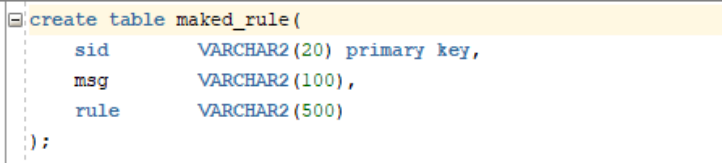 create table maked_rule(
sid VARCHAR2(20) primary key,
msg VARCHAR2(100),
rule VARCHAR2(500)
);